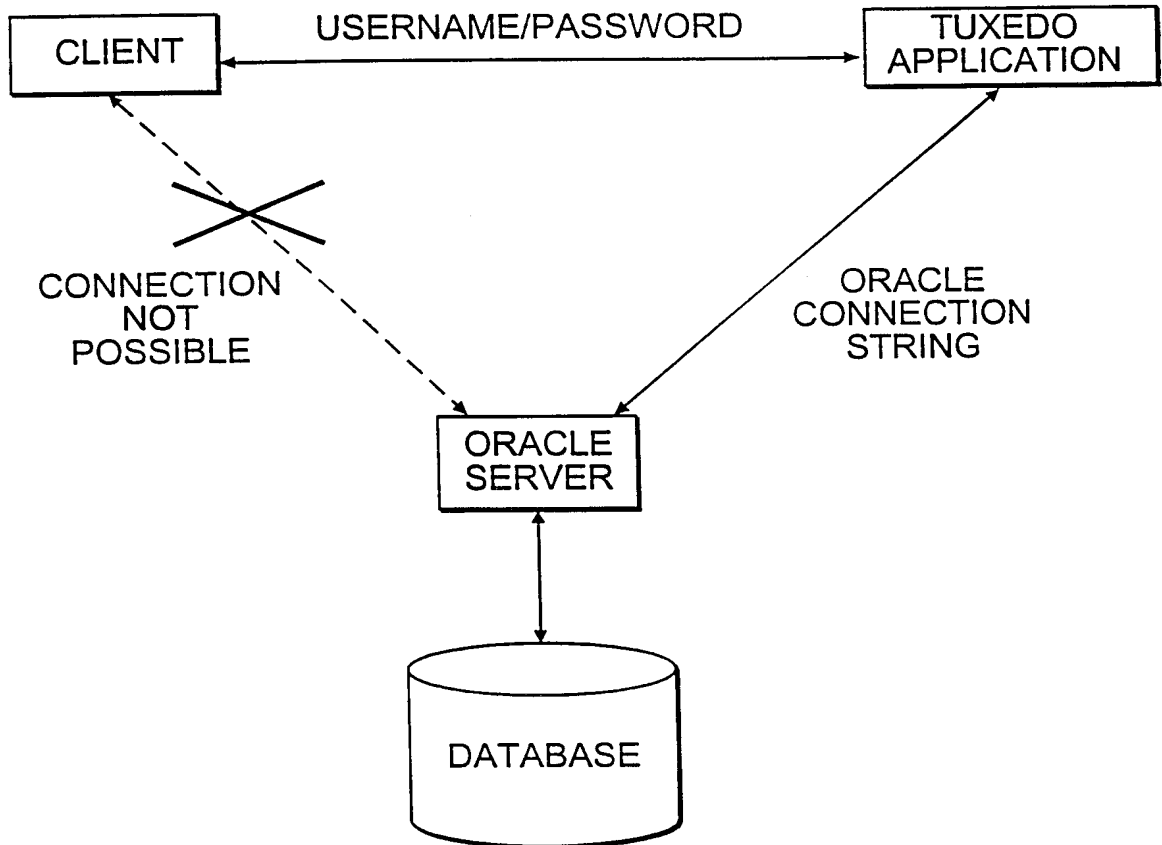 CLIENT
USERNAME/PASSWORD
TUXEDO
APPLICATION
CONNECTION
NOT
POSSIBLE
ORACLE
CONNECTION
STRING
ORACLE
SERVER
DATABASE